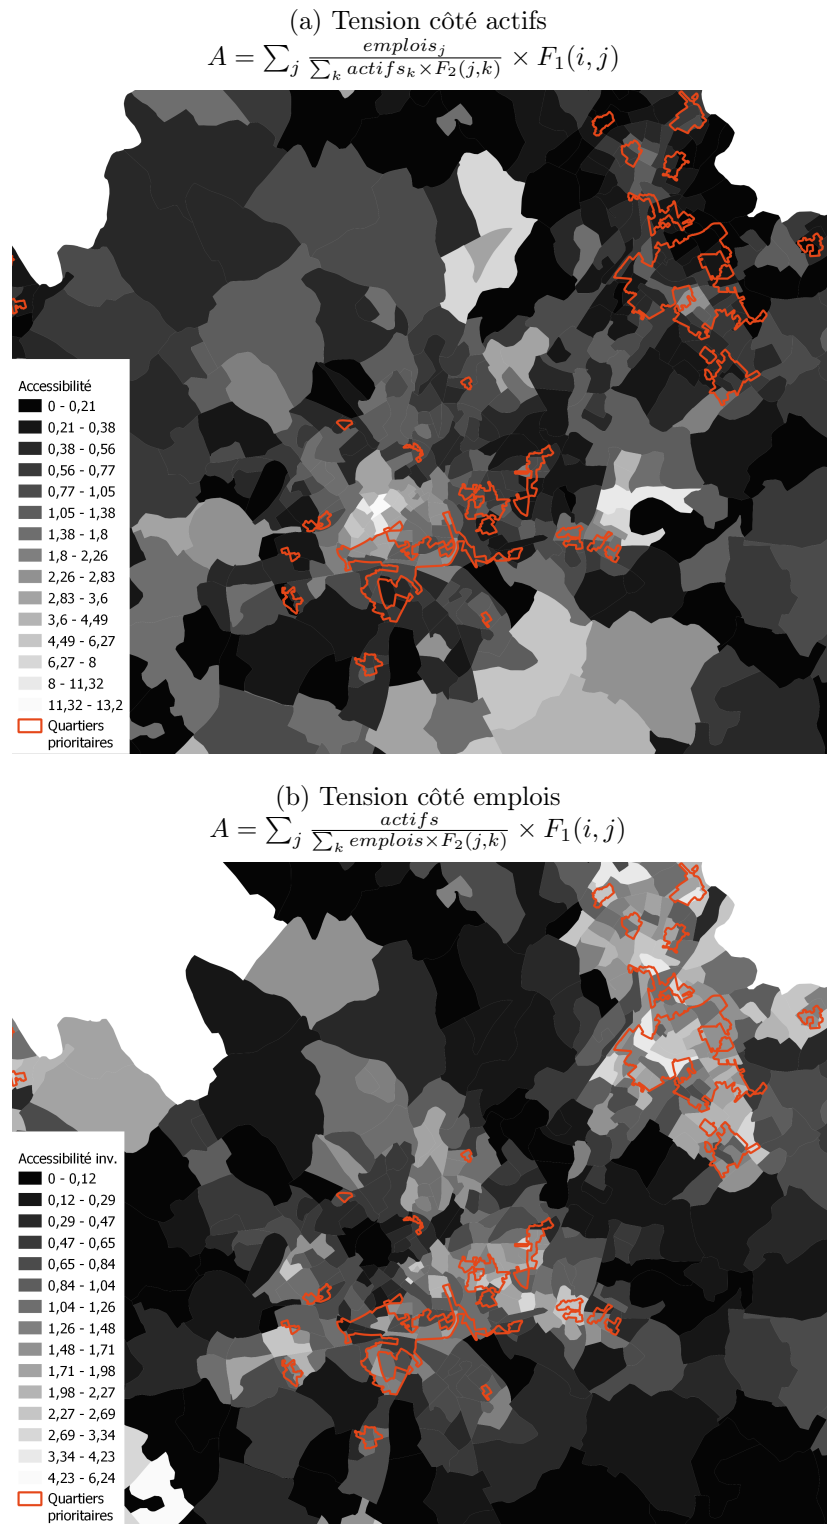 (a) Tension côté actifs
A = ∑_j emplois_j / ∑_k actifs_k×F_2(j,k) × F_1(i, j)
Accessibilité
0 - 0,21
0,21 - 0,38
0,38 - 0,56
0,56 - 0,77
0,77 - 1,05
1,05 - 1,38
1,38 - 1,8
1,8 - 2,26
2,26 - 2,83
2,83 - 3,6
3,6 - 4,49
4,49 - 6,27
6,27 - 8
8 - 11,32
11,32 - 13,2
Quartiers
prioritaires
(b) Tension côté emplois
A = ∑_j actifs / ∑_k emplois×F_2(j,k) × F_1(i, j)
Accessibilité inv.
0 - 0,12
0,12 - 0,29
0,29 - 0,47
0,47 - 0,65
0,65 - 0,84
0,84 - 1,04
1,04 - 1,26
1,26 - 1,48
1,48 - 1,71
1,71 - 1,98
1,98 - 2,27
2,27 - 2,69
2,69 - 3,34
3,34 - 4,23
4,23 - 6,24
Quartiers
prioritaires